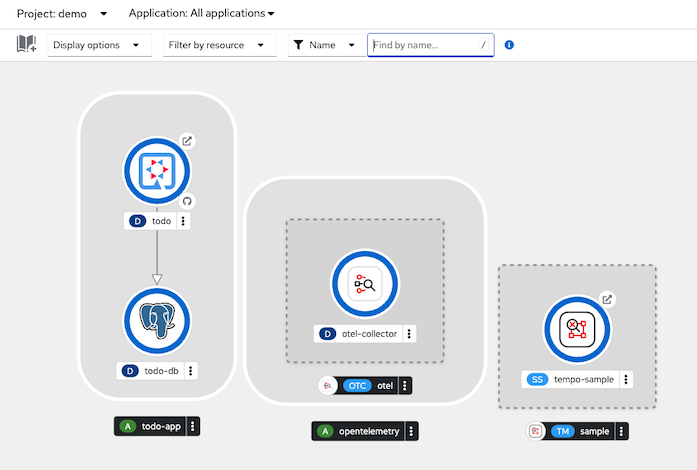 Project: demo
Application: All applications
Display options
Filter by resource
Name
Find by name...
/
i
D todo
D todo-db
A todo-app
D otel-collector
OTC otel
A opentelemetry
SS tempo-sample
TM sample